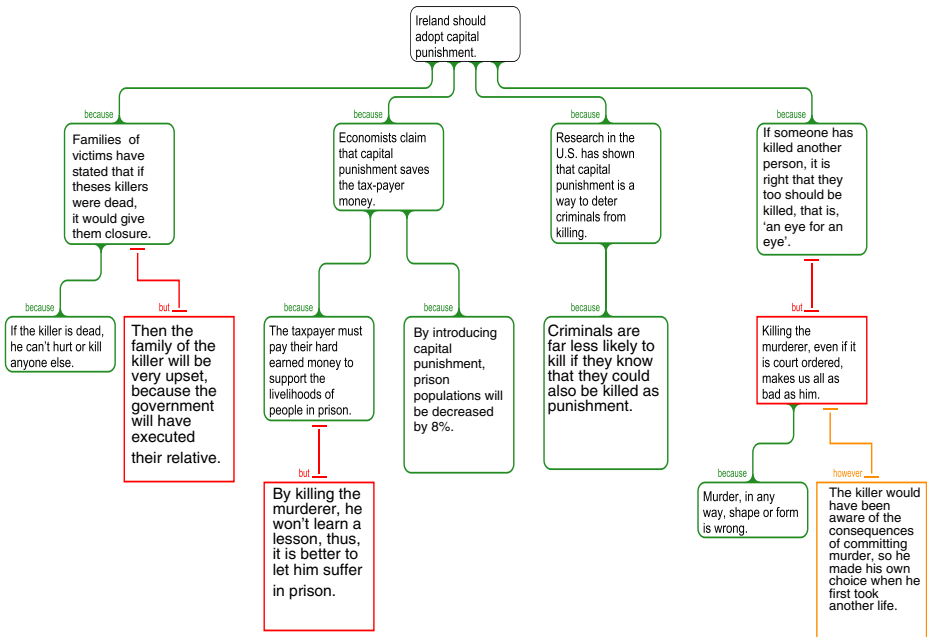 Ireland should
adopt capital
punishment.
because
because
because
because
Families of
victims have
stated that if
theses killers
were dead,
it would give
them closure.
Economists claim
that capital
punishment saves
the tax-payer
money.
Research in the
U.S. has shown
that capital
punishment is a
way to deter
criminals from
killing.
If someone has
killed another
person, it is
right that they
too should be
killed, that is,
‘an eye for an
eye’.
because
but
because
because
because
but
If the killer is dead,
he can't hurt or kill
anyone else.
Then the
family of the
killer will be
very upset,
because the
government
will have
executed
their relative.
The taxpayer must
pay their hard
earned money to
support the
livelihoods of
people in prison.
By introducing
capital
punishment,
prison
populations will
be decreased
by 8%.
Criminals are
far less likely to
kill if they know
that they could
also be killed as
punishment.
Killing the
murderer, even if it
is court ordered,
makes us all as
bad as him.
but
because
however
By killing the
murderer, he
won't learn a
lesson, thus,
it is better to
let him suffer
in prison.
Murder, in any
way, shape or form
is wrong.
The killer would
have been
aware of the
consequences
of committing
murder, so he
made his own
choice when he
first took
another life.